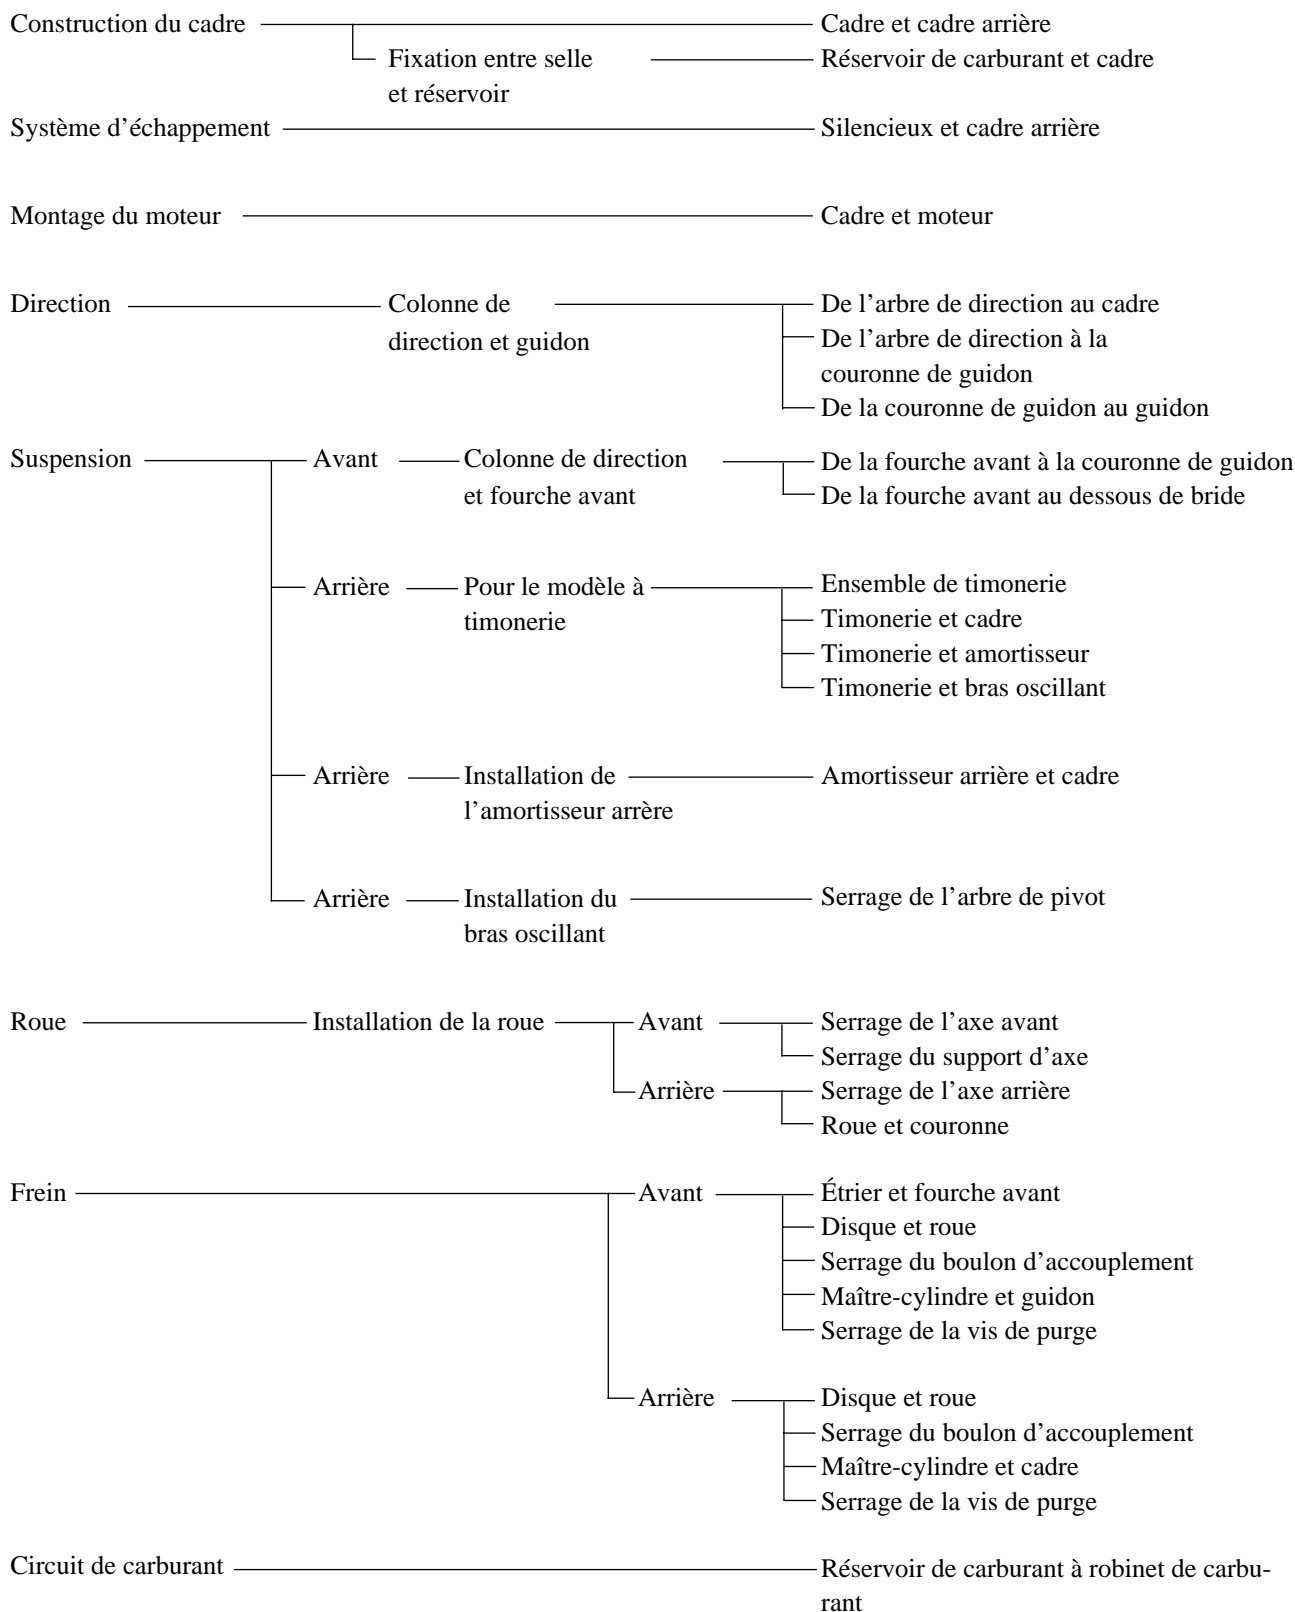 Construction du cadre
Cadre et cadre arrière
Fixation entre selle
et réservoir
Réservoir de carburant et cadre
Système d’échappement
Silencieux et cadre arrière
Montage du moteur
Cadre et moteur
Direction
Colonne de
direction et guidon
De l’arbre de direction au cadre
De l’arbre de direction à la
couronne de guidon
De la couronne de guidon au guidon
Suspension
Avant
Colonne de direction
et fourche avant
De la fourche avant à la couronne de guidon
De la fourche avant au dessous de bride
Arrière
Pour le modèle à
timonerie
Ensemble de timonerie
Timonerie et cadre
Timonerie et amortisseur
Timonerie et bras oscillant
Arrière
Installation de
l’amortisseur arrère
Amortisseur arrière et cadre
Arrière
Installation du
bras oscillant
Serrage de l’arbre de pivot
Roue
Installation de la roue
Avant
Serrage de l’axe avant
Serrage du support d’axe
Arrière
Serrage de l’axe arrière
Roue et couronne
Frein
Avant
Étrier et fourche avant
Disque et roue
Serrage du boulon d’accouplement
Maître-cylindre et guidon
Serrage de la vis de purge
Arrière
Disque et roue
Serrage du boulon d’accouplement
Maître-cylindre et cadre
Serrage de la vis de purge
Circuit de carburant
Réservoir de carburant à robinet de carbu-
rant